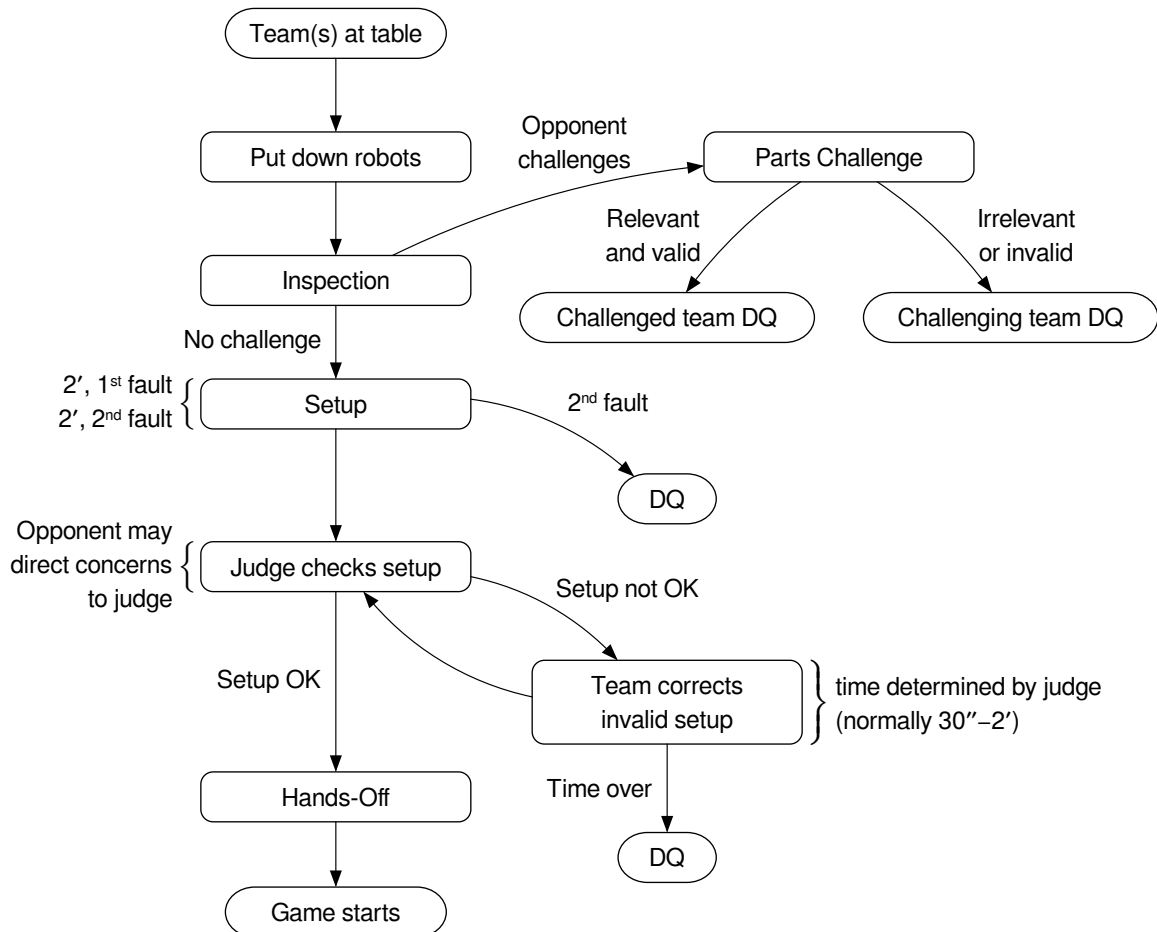 Team(s) at table
Put down robots
Opponent
challenges
Parts Challenge
Relevant
and valid
Irrelevant
or invalid
Inspection
Challenged team DQ
Challenging team DQ
No challenge
2′, 1st fault
2′, 2nd fault
Setup
2nd fault
DQ
Opponent may
direct concerns
to judge
Judge checks setup
Setup not OK
Setup OK
Team corrects
invalid setup
time determined by judge
(normally 30″–2′)
Hands-Off
Time over
DQ
Game starts